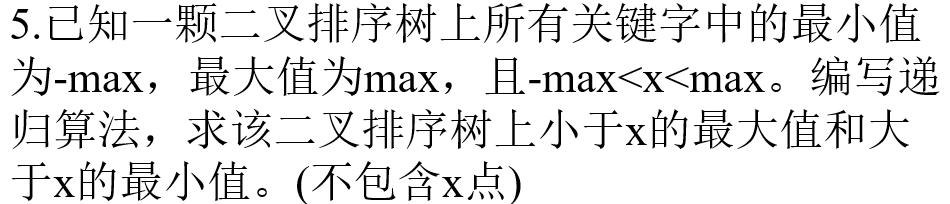 5.已知一颗二叉排序树上所有关键字中的最小值
为-max，最大值为max，且-max<x<max。编写递
归算法，求该二叉排序树上小于x的最大值和大
于x的最小值。(不包含x点)